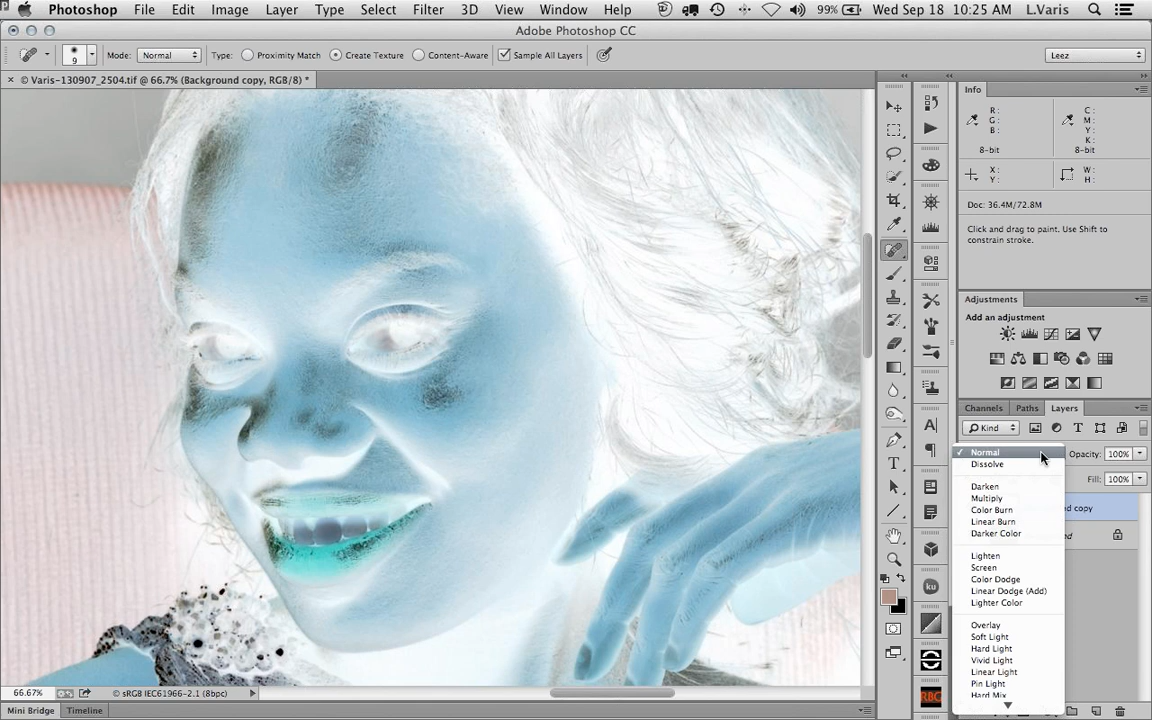 Photoshop File Edit Image Layer Type Select Filter 3D View Window Help 99% Wed Sep 18 10:25 AM L.Varis
Adobe Photoshop CC
9 Mode: Normal Type: Proximity Match Create Texture Content-Aware Sample All Layers Leez
× © Varis-130907_2504.tif @ 66.7% (Background copy, RGB/8) *
Info
R: C:
G: M:
B: Y:
K:
8-bit 8-bit
X: W:
Y: H:
Doc: 36.4M/72.8M
Click and drag to paint. Use Shift to
constrain stroke.
Adjustments
Add an adjustment
Channels Paths Layers
Kind
✓ Normal Opacity: 100%
Dissolve
Fill: 100%
Darken
Multiply
Color Burn
Linear Burn
Darker Color
Lighten
Screen
Color Dodge
Linear Dodge (Add)
Lighter Color
Overlay
Soft Light
Hard Light
Vivid Light
Linear Light
Pin Light
Hard Mix
copy
ku
RBG
66.67% © sRGB IEC61966-2.1 (8bpc)
Mini Bridge Timeline